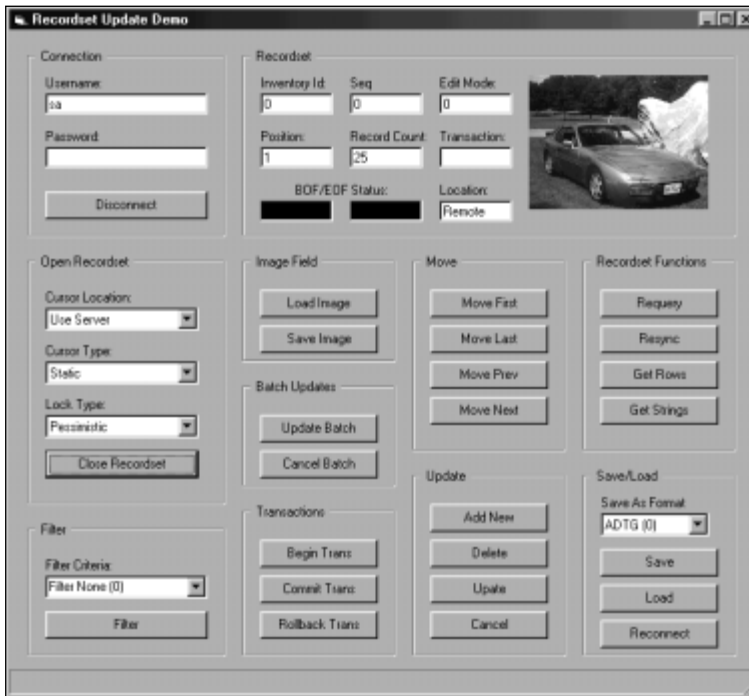 Recordset Update Demo
Connection
Username:
sa
Password:
Disconnect
Recordset
Inventory Id:
0
Seq
0
Edit Mode:
0
Position:
1
Record Count:
25
Transaction:
BOF/EOF Status:
Location:
Remote
Open Recordset
Cursor Location:
Use Server
Cursor Type:
Static
Lock Type:
Pessimistic
Close Recordset
Image Field
Load Image
Save Image
Move
Move First
Move Last
Move Prev
Move Next
Recordset Functions
Requery
Resync
Get Rows
Get Strings
Batch Updates
Update Batch
Cancel Batch
Filter
Filter Criteria:
Filter None (0)
Filter
Transactions
Begin Trans
Commit Trans
Rollback Trans
Update
Add New
Delete
Upate
Cancel
Save/Load
Save As Format
ADTG (0)
Save
Load
Reconnect